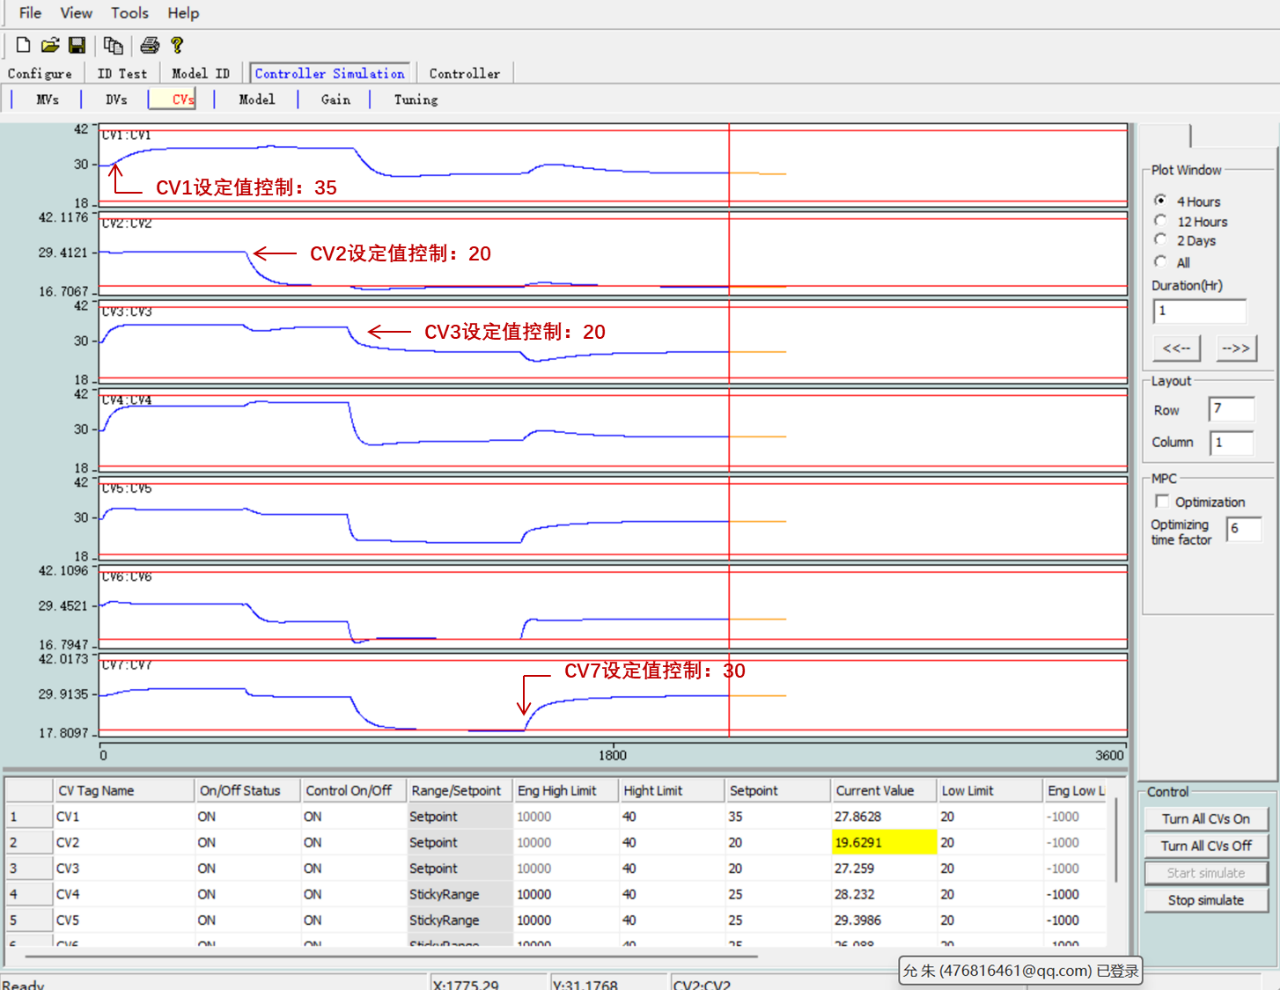 File View Tools Help
Configure ID Test Model ID Controller Simulation Controller
MVs DVs CVs Model Gain Tuning
42
CV1:CV1
30
CV1设定值控制：35
18
42.1176
CV2:CV2
29.4121
CV2设定值控制：20
16.7067
42
CV3:CV3
30
CV3设定值控制：20
18
42
CV4:CV4
30
18
42
CV5:CV5
30
18
42.1096
CV6:CV6
29.4521
16.7947
42.0173
CV7:CV7
CV7设定值控制：30
29.9135
17.8097
0 1800 3600
Plot Window
4 Hours
12 Hours
2 Days
All
Duration(Hr)
1
<<-- -->>
Layout
Row 7
Column 1
MPC
Optimization
Optimizing time factor 6
CV Tag Name On/Off Status Control On/Off Range/Setpoint Eng High Limit Hight Limit Setpoint Current Value Low Limit Eng Low L
1 CV1 ON ON Setpoint 10000 40 35 27.8628 20 -1000
2 CV2 ON ON Setpoint 10000 40 20 19.6291 20 -1000
3 CV3 ON ON Setpoint 10000 40 20 27.259 20 -1000
4 CV4 ON ON StickyRange 10000 40 25 28.232 20 -1000
5 CV5 ON ON StickyRange 10000 40 25 29.3986 20 -1000
6 CV6 ON ON StickyRange 10000 40 25 26.088 20 -1000
Control
Turn All CVs On
Turn All CVs Off
Start simulate
Stop simulate
允 朱 (476816461@qq.com) 已登录
Ready X:1775.29 Y:31.1768 CV2:CV2